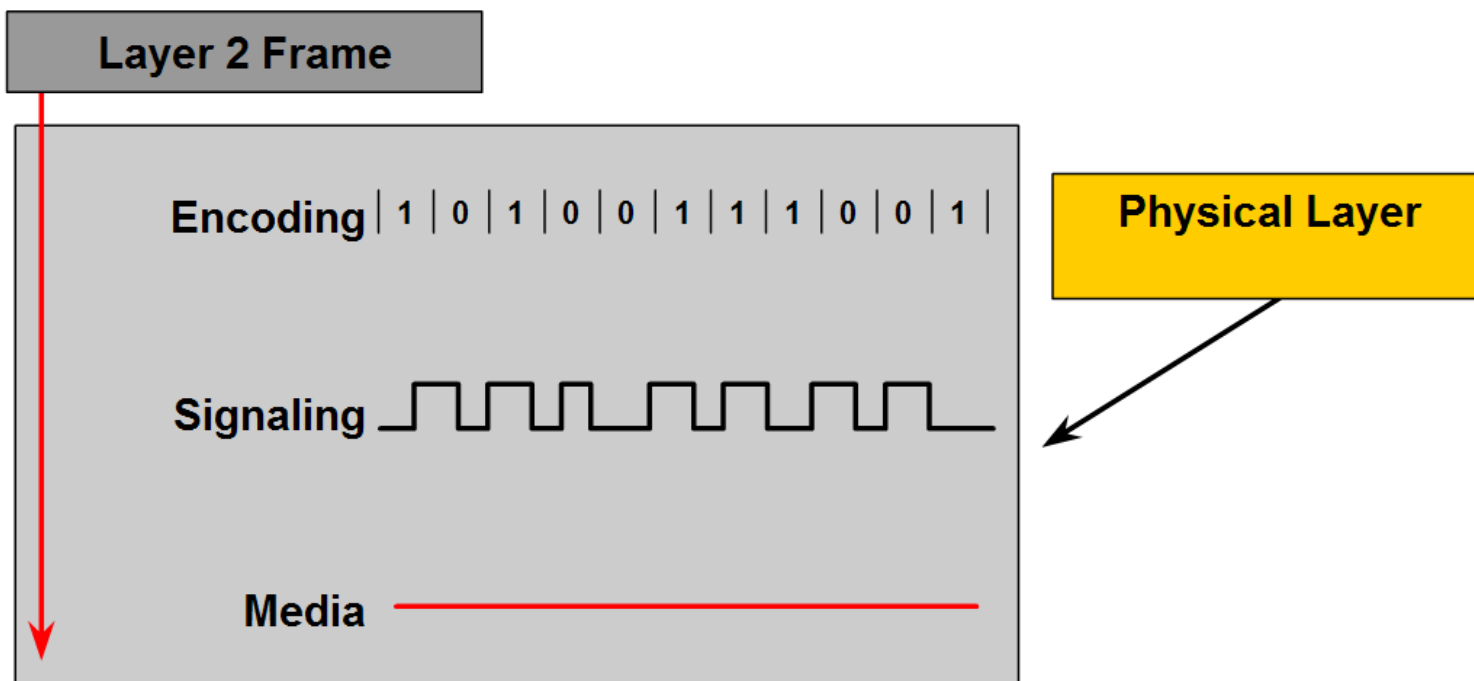 Layer 2 Frame
Encoding | 1 | 0 | 1 | 0 | 0 | 1 | 1 | 1 | 0 | 0 | 1 |
Physical Layer
Signaling
Media